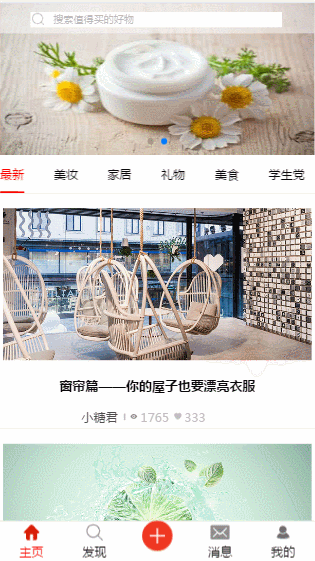 搜索值得买的好物
最新 美妆 家居 礼物 美食 学生党
窗帘篇——你的屋子也要漂亮衣服
小糖君 1765 333
主页 发现 消息 我的